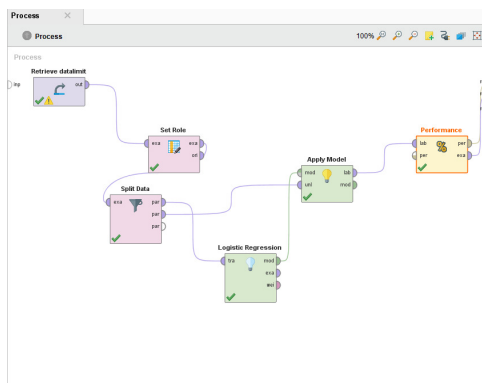 Process
Process
100%
Process
inp
Retrieve datalimit
out
Set Role
exa
exa
ori
Split Data
exa
par
par
par
Logistic Regression
tra
mod
exa
wei
Apply Model
mod
lab
unl
mod
Performance
lab
per
per
exa